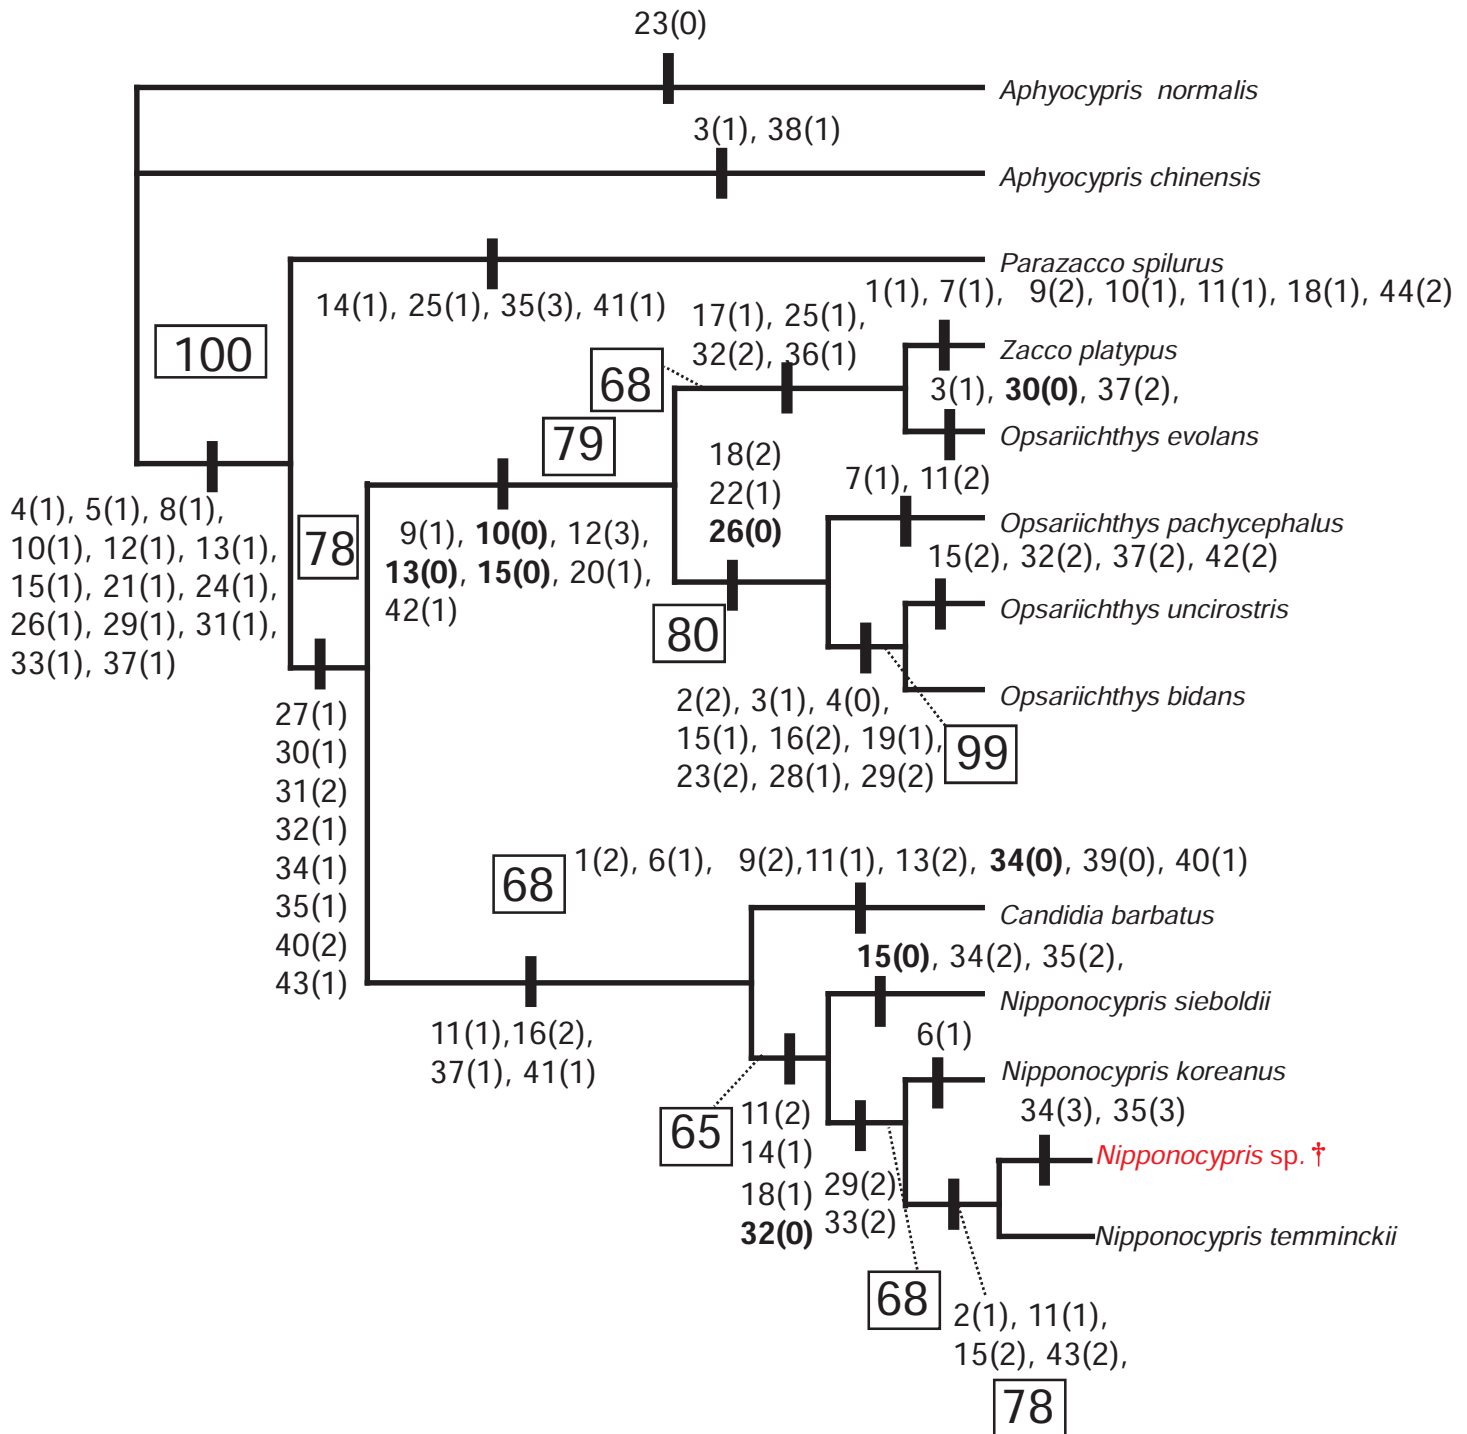 23(0)
Aphyocypris normalis
3(1), 38(1)
Aphyocypris chinensis
Parazacco spilurus
14(1), 25(1), 35(3), 41(1)
1(1), 7(1), 9(2), 10(1), 11(1), 18(1), 44(2)
17(1), 25(1),
32(2), 36(1)
Zacco platypus
100
68
3(1), 30(0), 37(2),
79
Opsariichthys evolans
18(2)
22(1)
26(0)
7(1), 11(2)
4(1), 5(1), 8(1),
10(1), 12(1), 13(1),
15(1), 21(1), 24(1),
26(1), 29(1), 31(1),
33(1), 37(1)
78
9(1), 10(0), 12(3),
13(0), 15(0), 20(1),
42(1)
Opsariichthys pachycephalus
15(2), 32(2), 37(2), 42(2)
80
Opsariichthys uncirostris
Opsariichthys bidans
2(2), 3(1), 4(0),
15(1), 16(2), 19(1),
23(2), 28(1), 29(2)
99
27(1)
30(1)
31(2)
32(1)
34(1)
35(1)
40(2)
43(1)
68
1(2), 6(1), 9(2),11(1), 13(2), 34(0), 39(0), 40(1)
Candidia barbatus
15(0), 34(2), 35(2),
Nipponocypris sieboldii
11(1),16(2),
37(1), 41(1)
6(1)
Nipponocypris koreanus
65
11(2)
14(1)
18(1)
32(0)
34(3), 35(3)
Nipponocypris sp. †
29(2)
33(2)
Nipponocypris temminckii
68
2(1), 11(1),
15(2), 43(2),
78